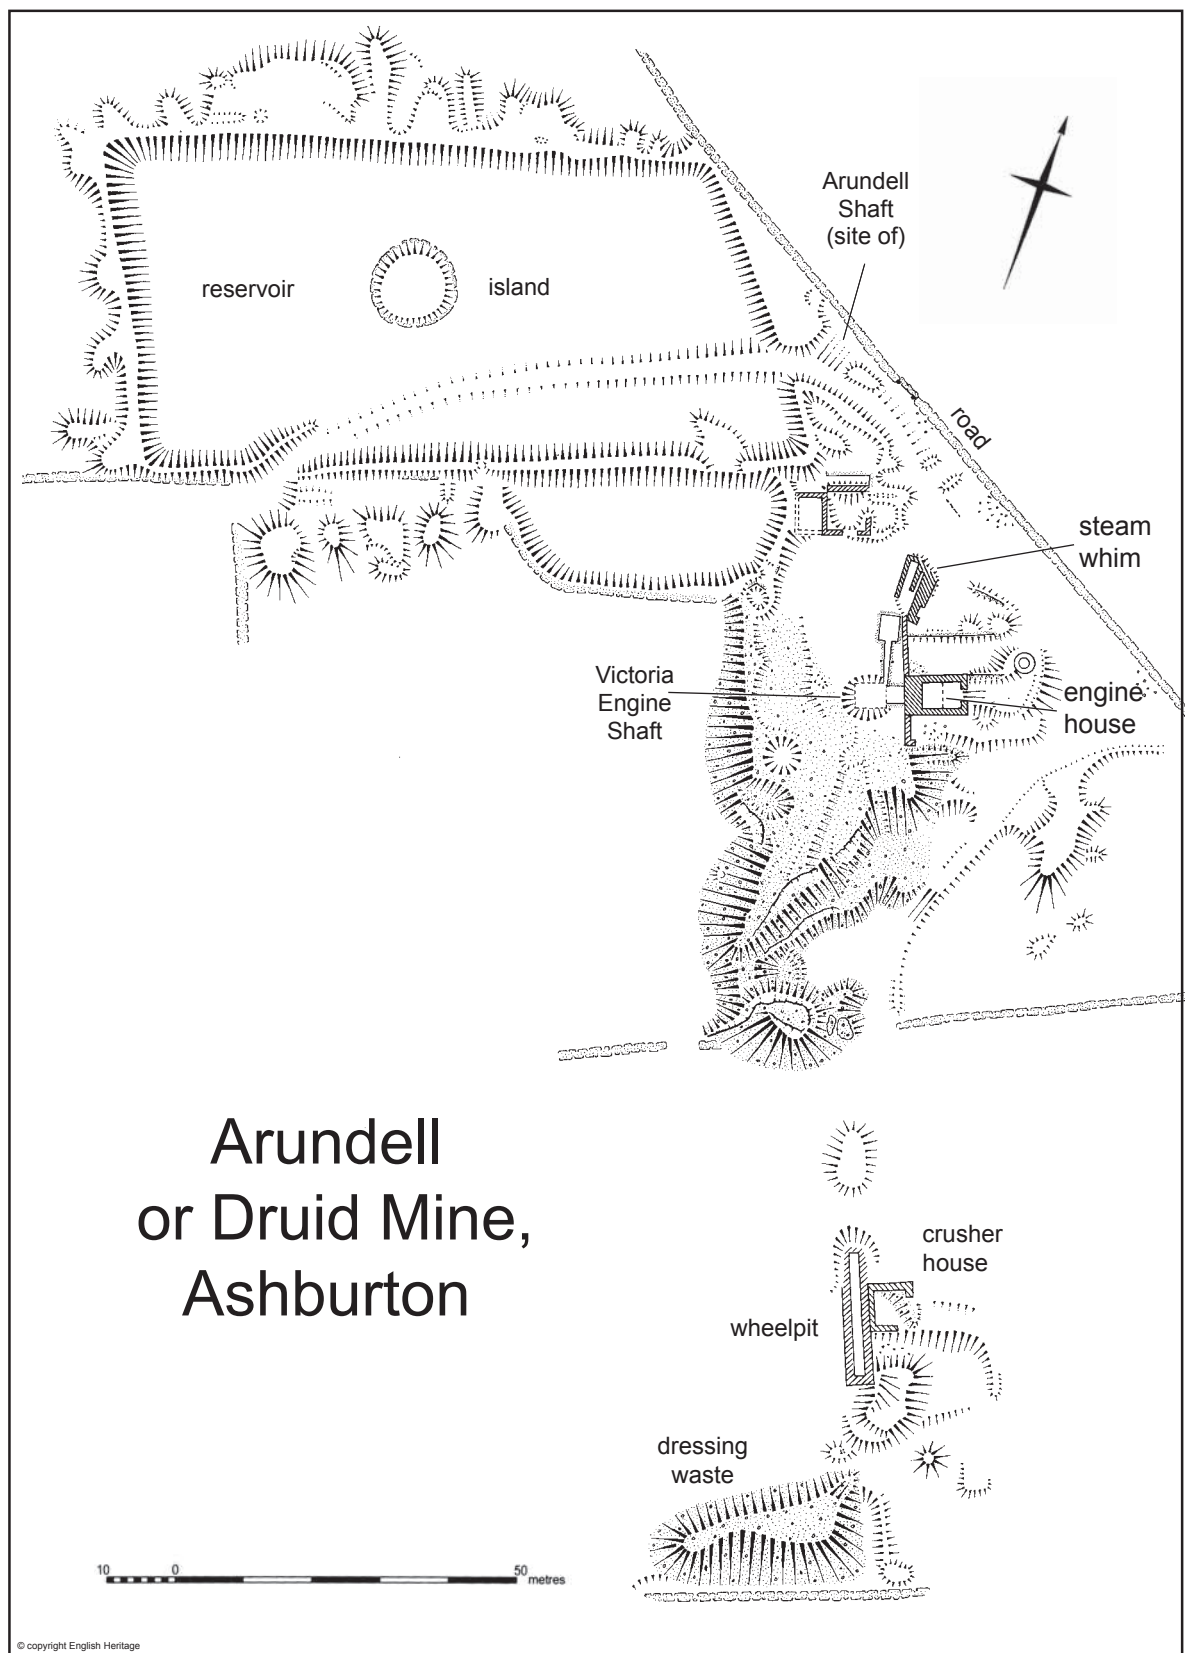 Arundell
Shaft
(site of)
reservoir
island
road
steam
whim
Victoria
Engine
Shaft
engine
house
Arundell
or Druid Mine,
Ashburton
crusher
house
wheelpit
dressing
waste
10 0 50 metres
© copyright English Heritage